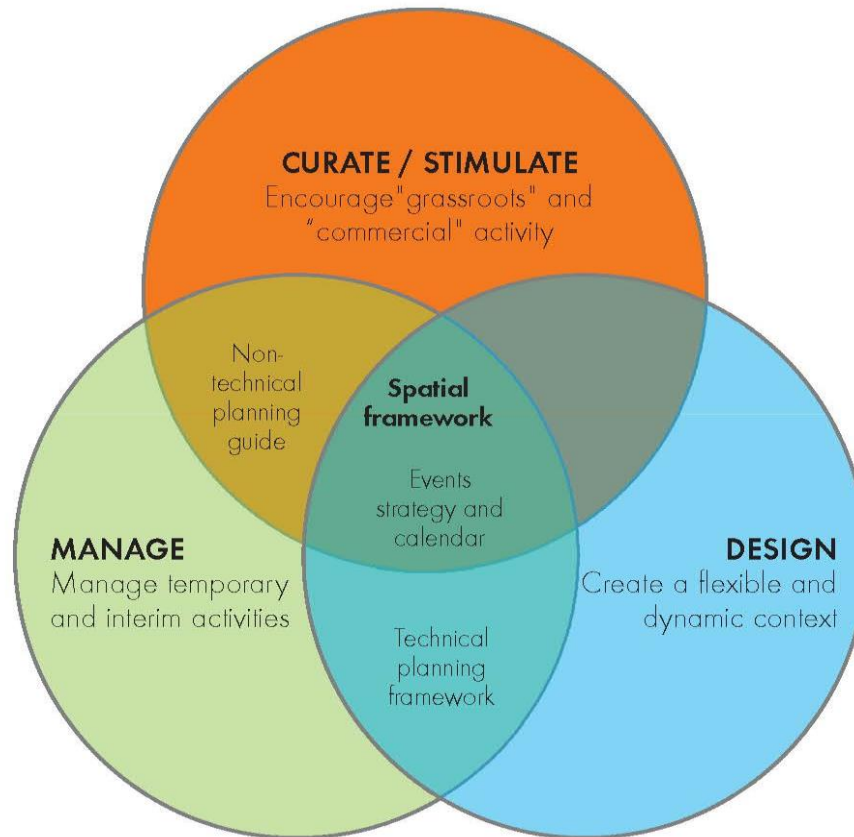 CURATE / STIMULATE
Encourage"grassroots" and
"commercial" activity
Non-
technical
planning
guide
Spatial
framework
Events
strategy and
calendar
MANAGE
Manage temporary
and interim activities
DESIGN
Create a flexible and
dynamic context
Technical
planning
framework